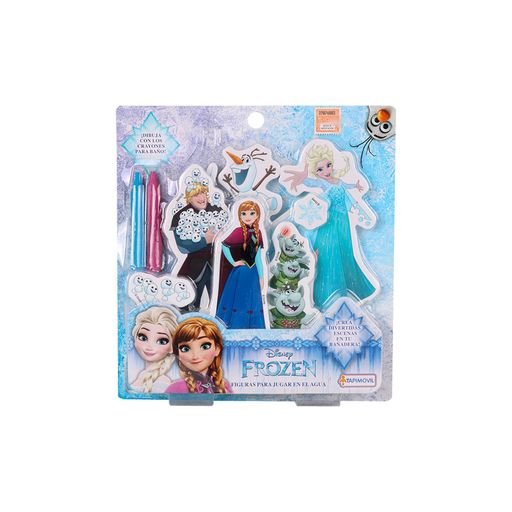 ¡DIBUJA
CON LOS
CRAYONES
PARA BAÑO!
¡CREÁ
DIVERTIDAS
ESCENAS
EN TU
BAÑADERA!
Disney
FROZEN
FIGURAS PARA JUGAR EN EL AGUA
TAPIMOVIL